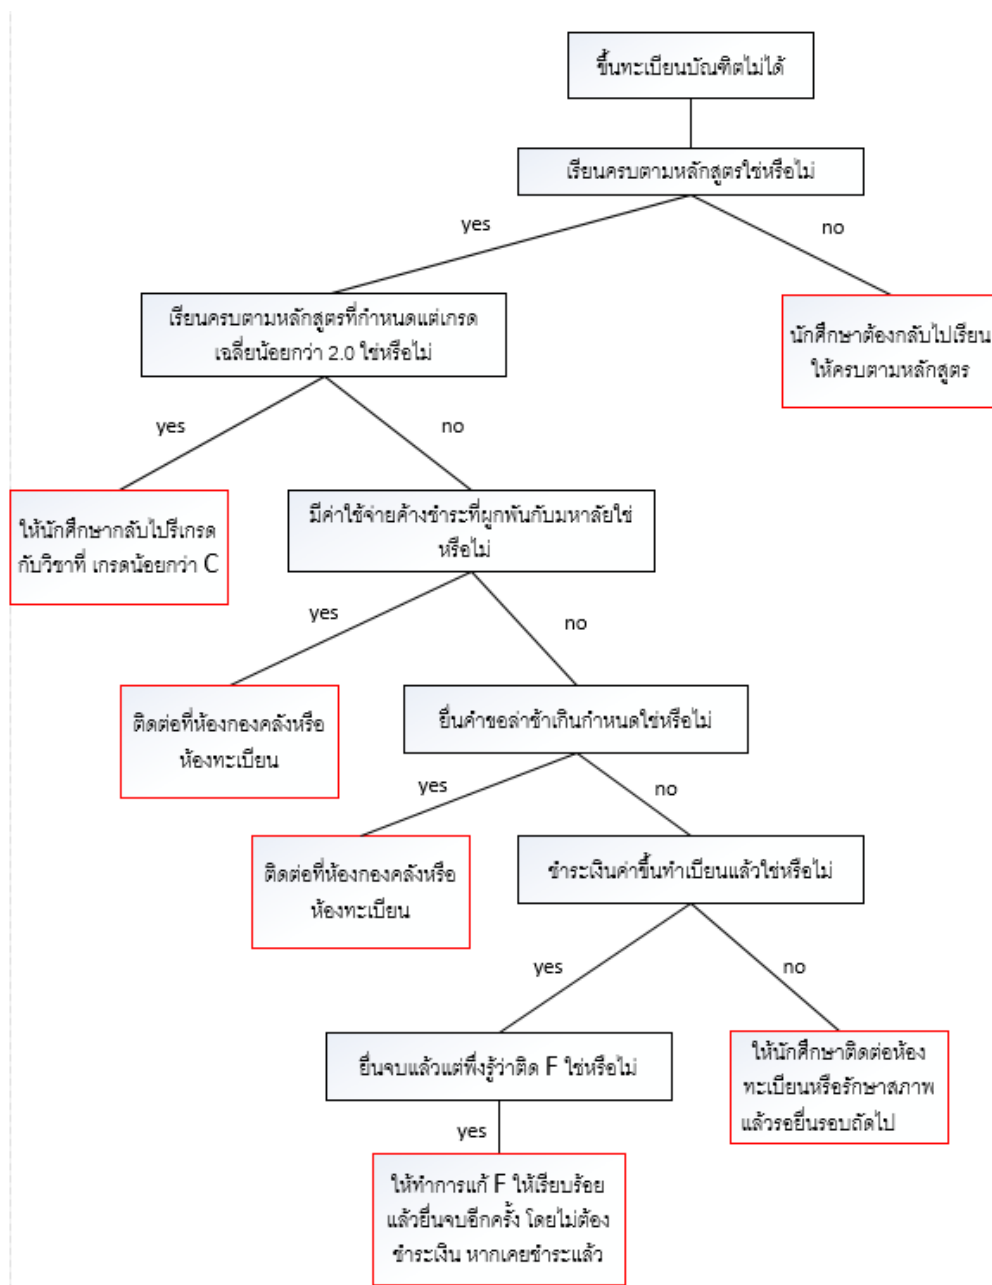 ขึ้นทะเบียนบัณฑิตไม่ได้
เรียนครบตามหลักสูตรใช่หรือไม่
yes
no
เรียนครบตามหลักสูตรที่กำหนดแต่เกรด
เฉลี่ยน้อยกว่า 2.0 ใช่หรือไม่
นักศึกษาต้องกลับไปเรียน
ให้ครบตามหลักสูตร
yes
no
ให้นักศึกษากลับไปรีเกรด
กับวิชาที่ เกรดน้อยกว่า C
มีค่าใช้จ่ายค้างชำระที่ผูกพันกับมหาลัยใช่
หรือไม่
yes
no
ติดต่อที่ห้องกองคลังหรือ
ห้องทะเบียน
ยื่นคำขอล่าช้าเกินกำหนดใช่หรือไม่
yes
no
ติดต่อที่ห้องกองคลังหรือ
ห้องทะเบียน
ชำระเงินค่าขึ้นทำเบียนแล้วใช่หรือไม่
yes
no
ยื่นจบแล้วแต่พึ่งรู้ว่าติด F ใช่หรือไม่
ให้นักศึกษาติดต่อห้อง
ทะเบียนหรือรักษาสภาพ
แล้วรอยื่นรอบถัดไป
yes
ให้ทำการแก้ F ให้เรียบร้อย
แล้วยื่นจบอีกครั้ง โดยไม่ต้อง
ชำระเงิน หากเคยชำระแล้ว